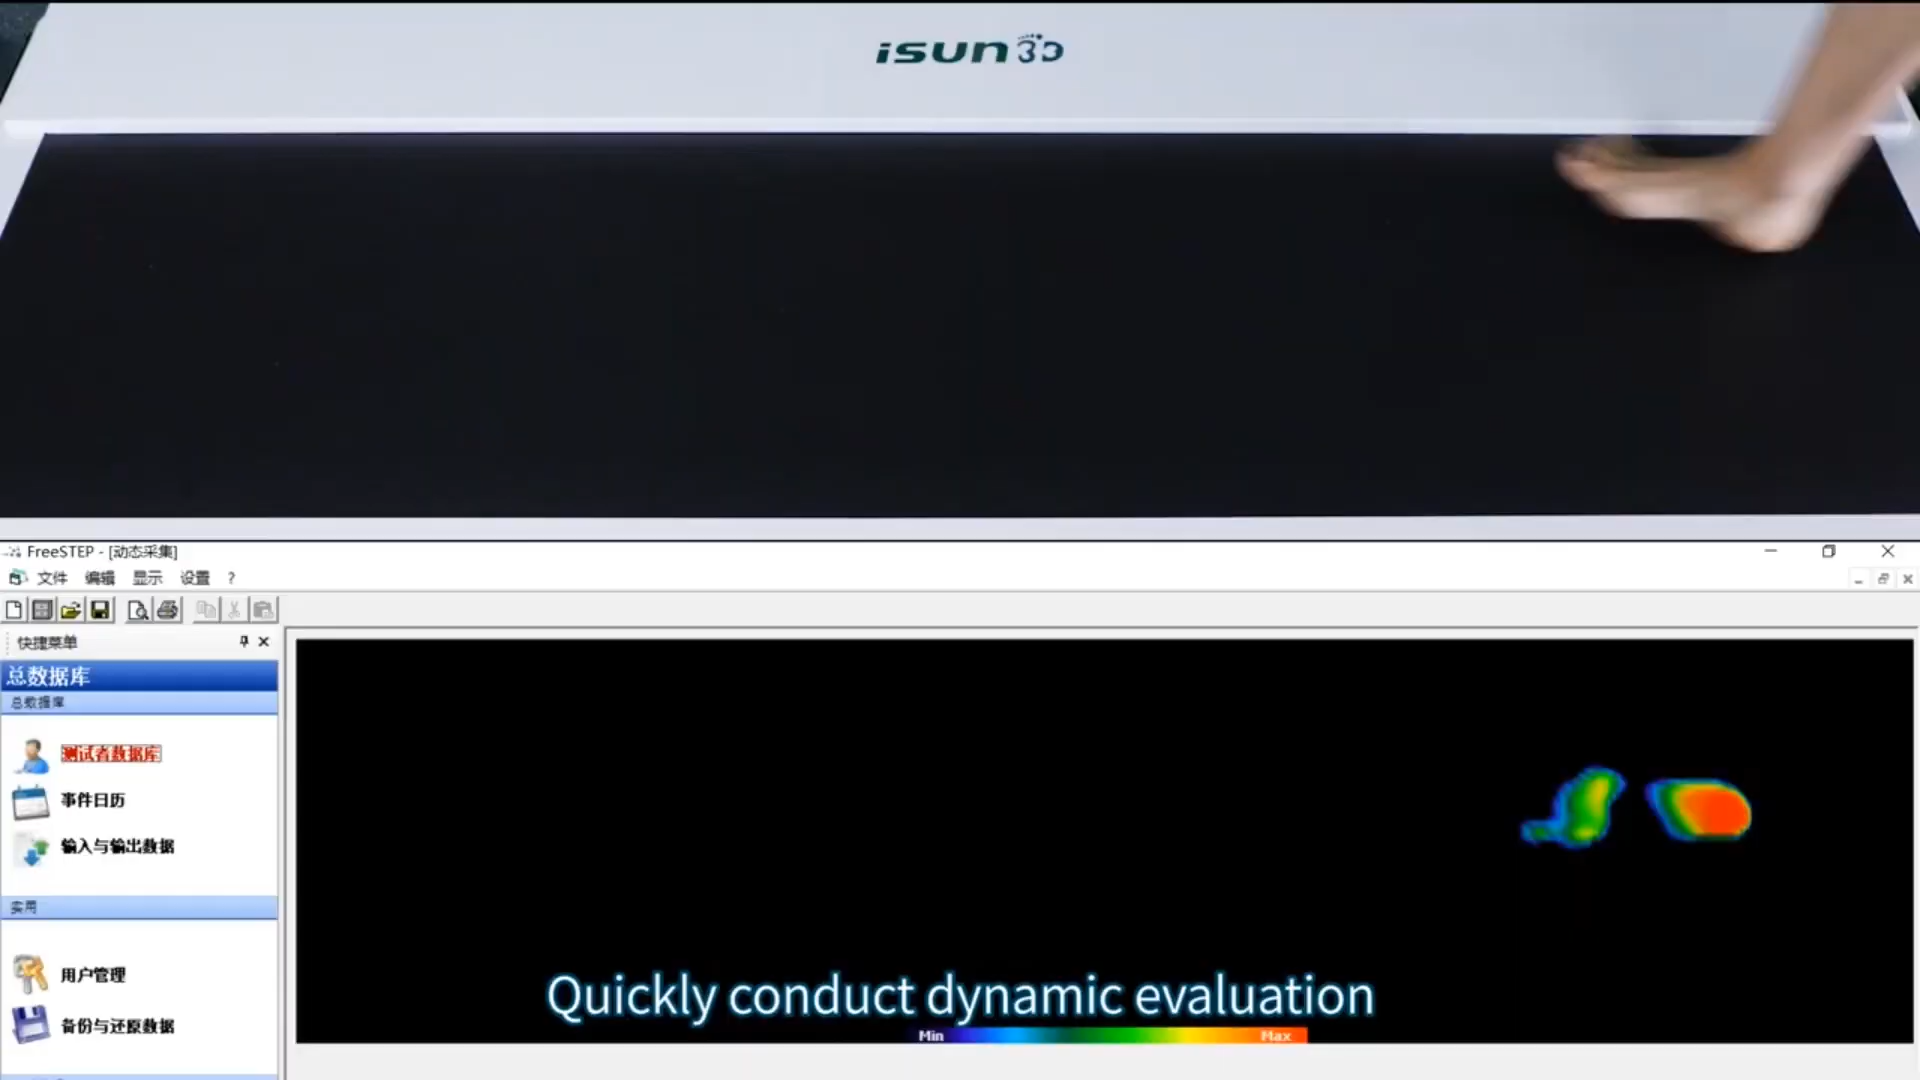 isun3D
FreeSTEP - [动态采集]
文件 编辑 显示 设置 ?
快捷菜单
总数据库
总数据库
测试者数据库
事件日历
输入与输出数据
实用
用户管理
备份与还原数据
Quickly conduct dynamic evaluation
Min Max